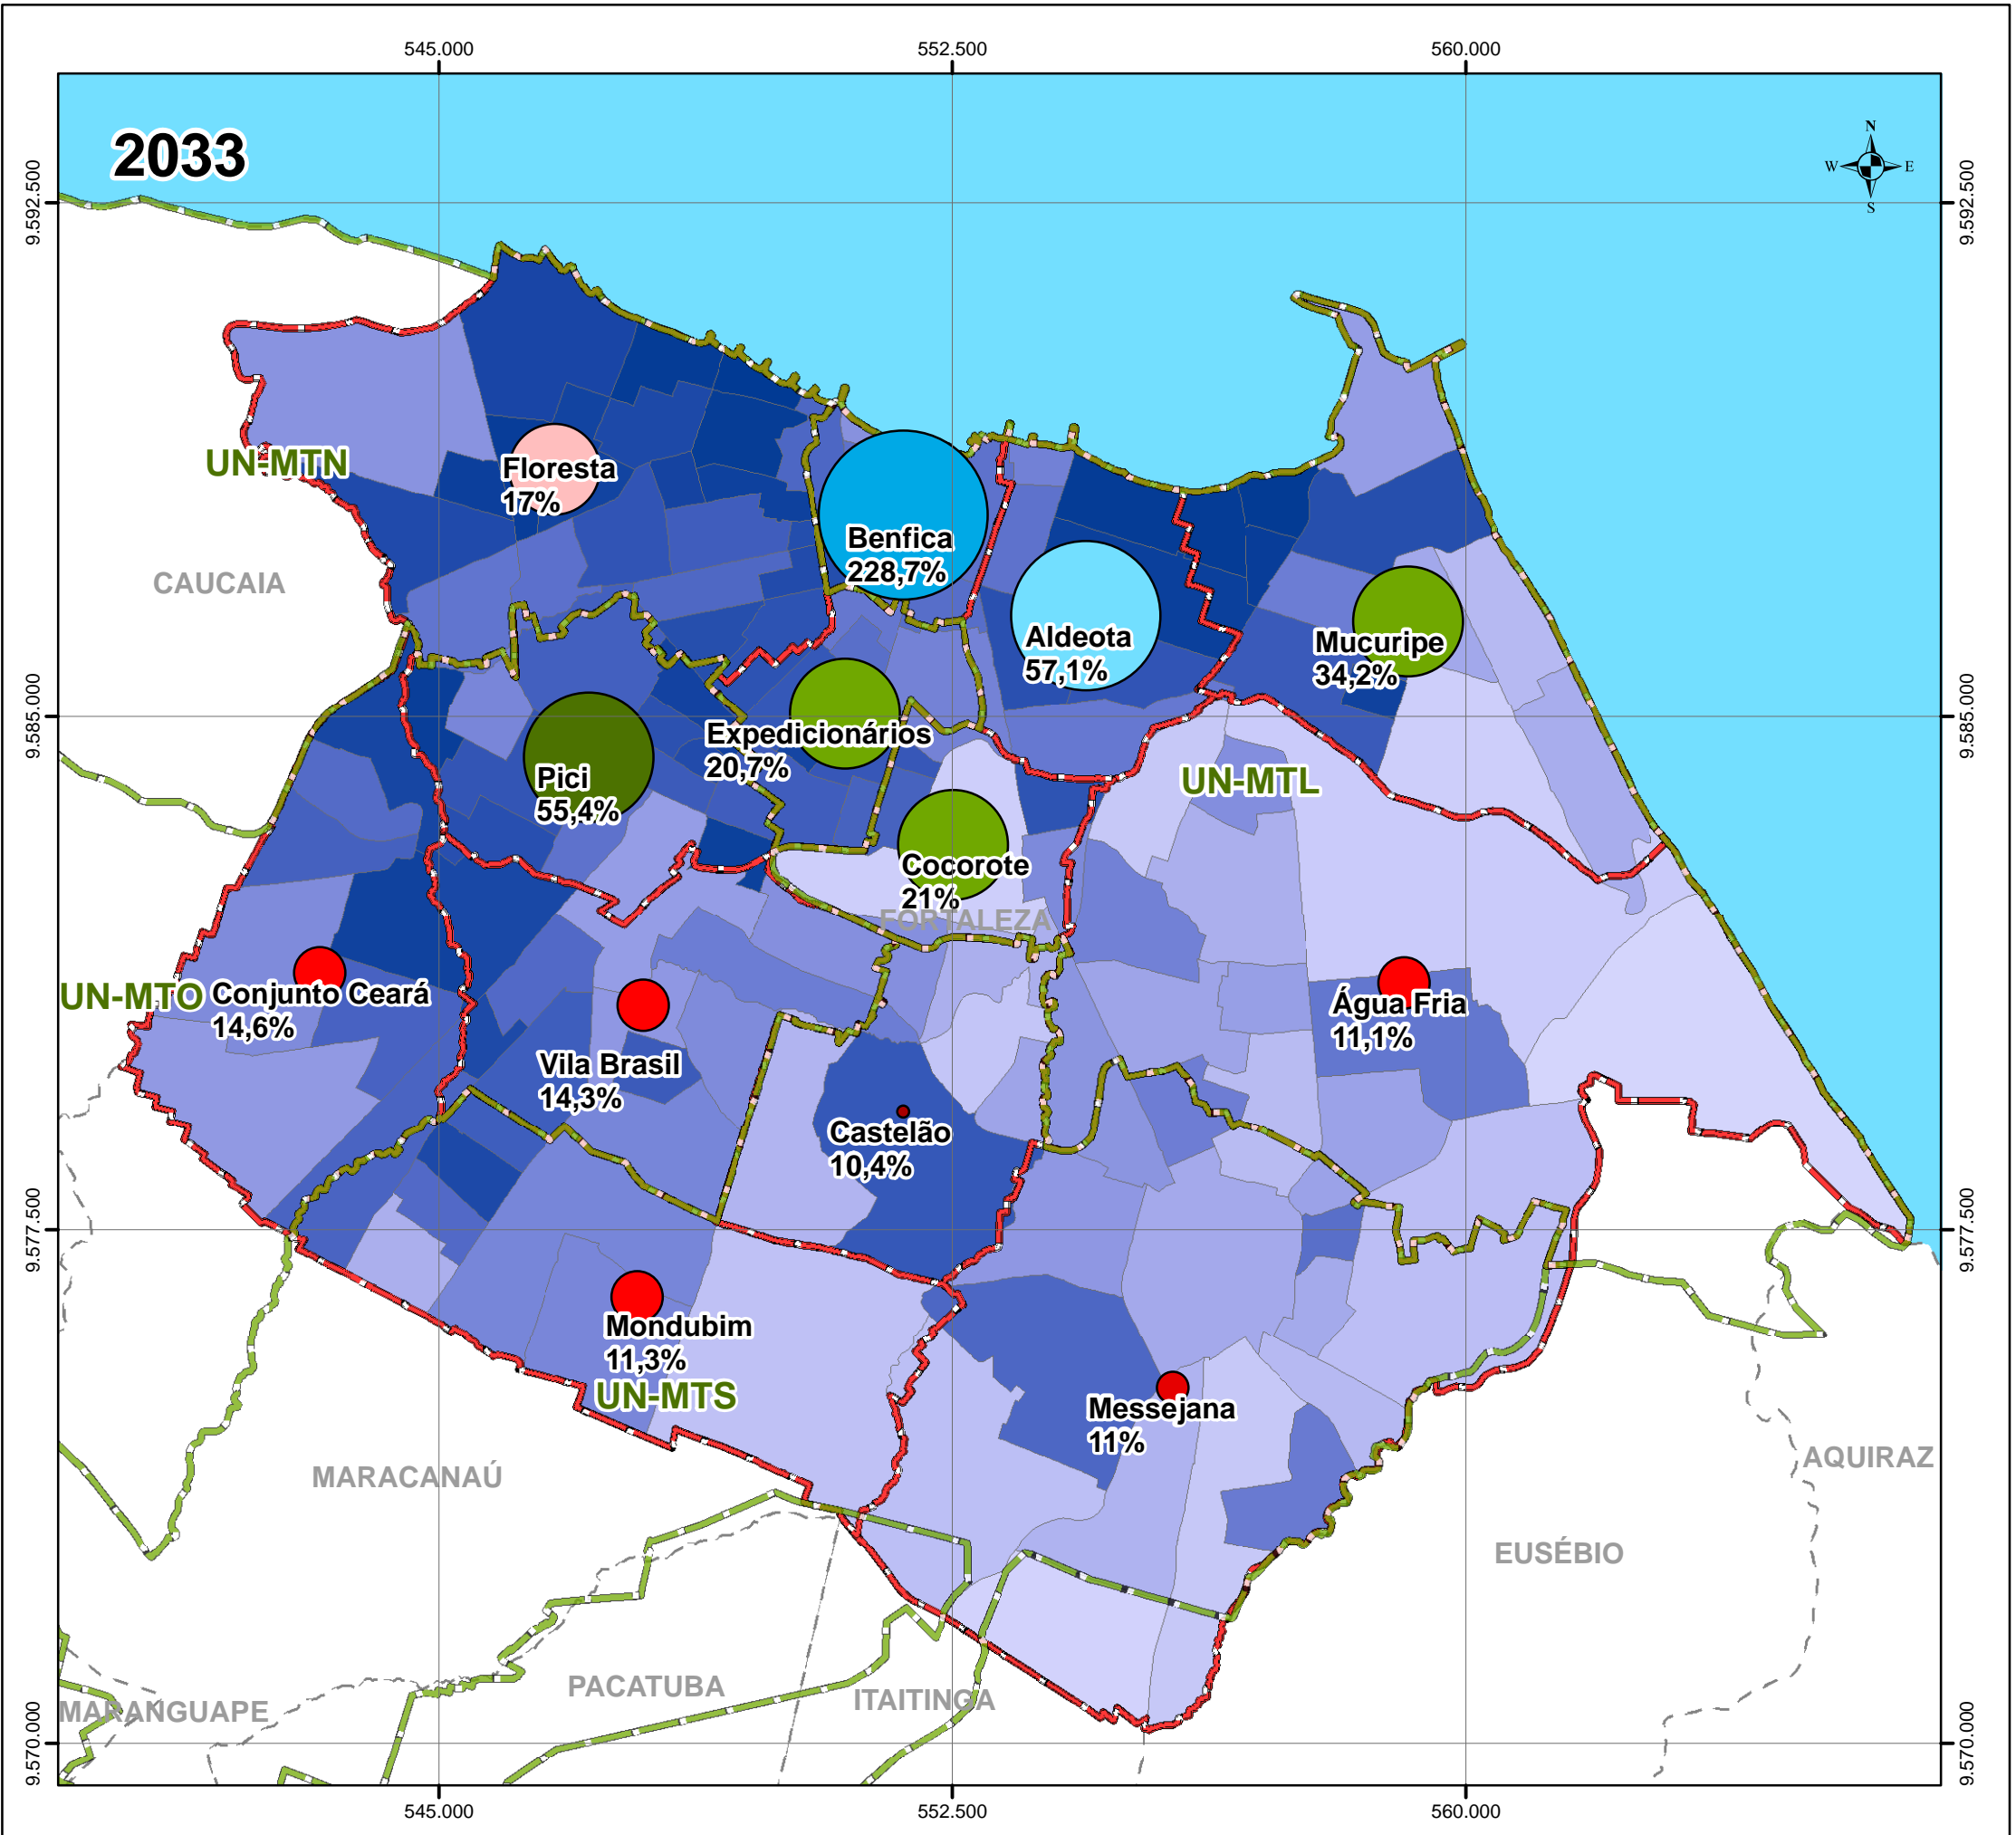 545.000
552.500
560.000
2033
N
W
E
S
9.592.500
9.592.500
UN-MTN
Floresta
17%
Benfica
228,7%
CAUCAIA
Aldeota
57,1%
Mucuripe
34,2%
9.585.000
9.585.000
Expedicionários
20,7%
Pici
55,4%
UN-MTL
Cocorote
21%
FORTALEZA
UN-MTO
Conjunto Ceará
14,6%
Água Fria
11,1%
Vila Brasil
14,3%
Castelão
10,4%
9.577.500
9.577.500
Mondubim
11,3%
UN-MTS
Messejana
11%
MARACANAÚ
AQUIRAZ
EUSÉBIO
PACATUBA
ITAITINGA
MARANGUAPE
9.570.000
9.570.000
545.000
552.500
560.000